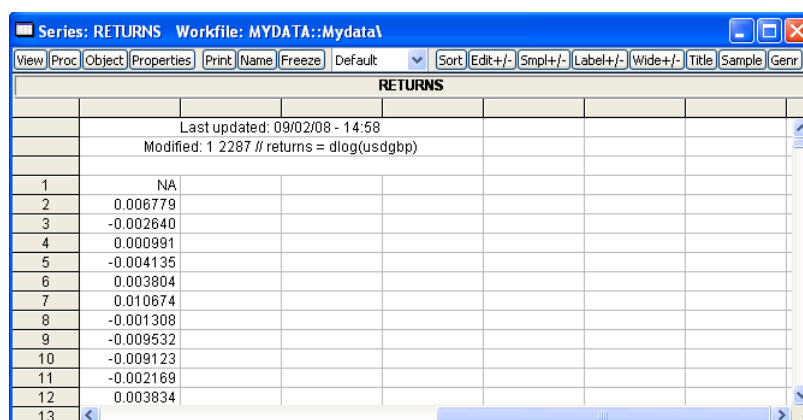 Series: RETURNS Workfile: MYDATA::Mydata\
View Proc Object Properties Print Name Freeze Default Sort Edit+/- Smpl+/- Label+/- Wide+/- Title Sample Genr
RETURNS
Last updated: 09/02/08 - 14:58
Modified: 1 2287 // returns = dlog(usdgbp)
1 NA
2 0.006779
3 -0.002640
4 0.000991
5 -0.004135
6 0.003804
7 0.010674
8 -0.001308
9 -0.009532
10 -0.009123
11 -0.002169
12 0.003834
13